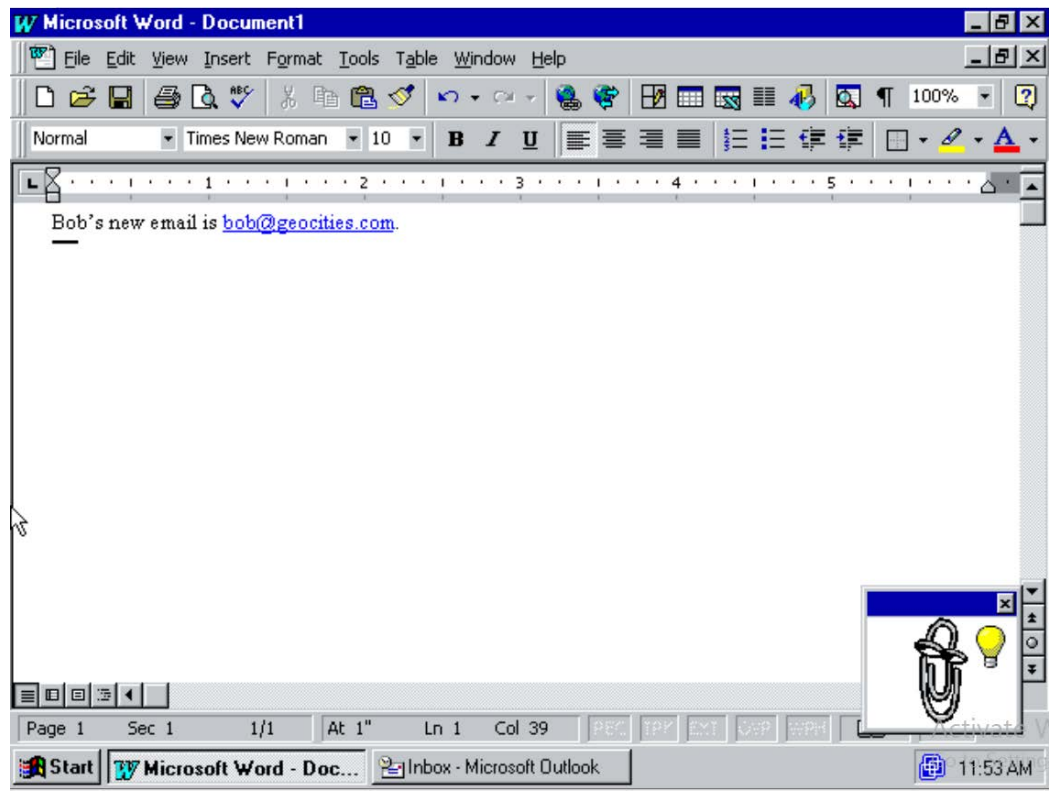 Microsoft Word - Document1
File Edit View Insert Format Tools Table Window Help
ABC 100%
Normal Times New Roman 10 B I U A
1 2 3 4 5
Bob's new email is bob@geocities.com.
Page 1 Sec 1 1/1 At 1" Ln 1 Col 39 REC TRK EXT OVR WPH
Activate
Start Microsoft Word - Doc... Inbox - Microsoft Outlook 11:53 AM